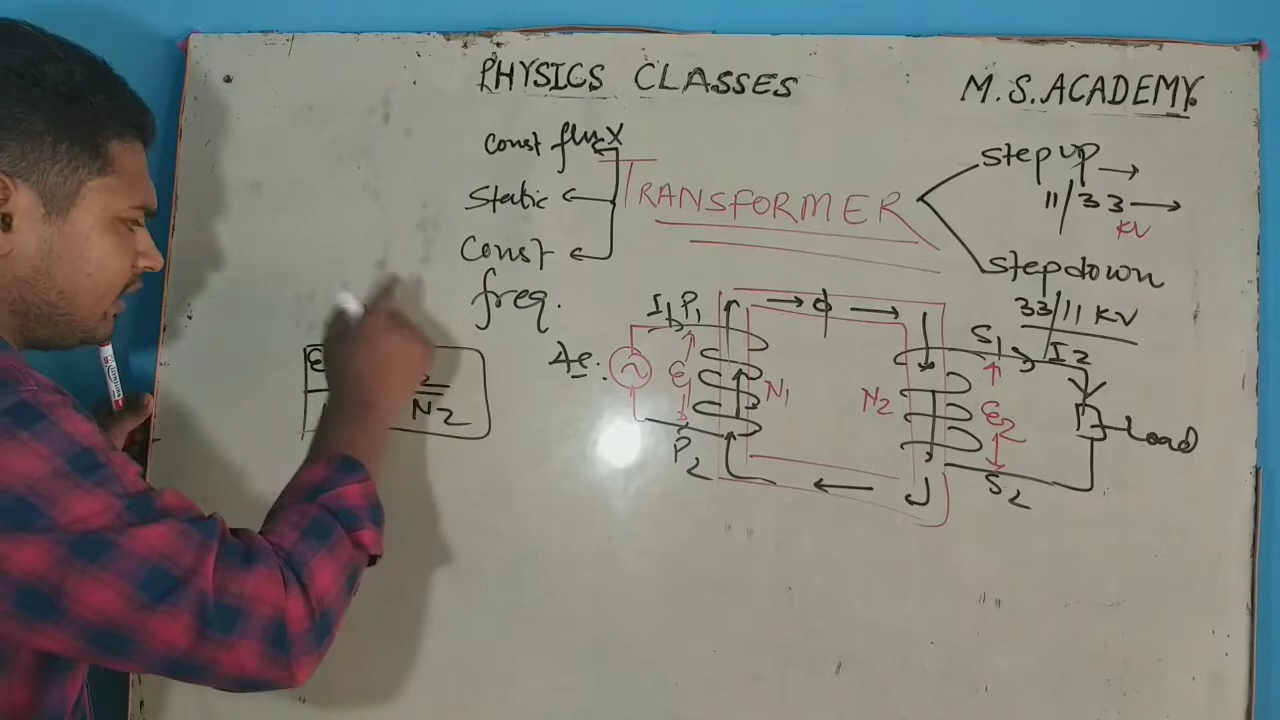 PHYSICS CLASSES
M.S.ACADEMY
Const flux
Static
Const
freq.
TRANSFORMER
step up
11/33
KV
stepdown
33/11 KV
I1 P1
Ac.
ε1
N1
P2
ϕ
N2
S1
I2
ε2
S2
Load
ε
2
N2